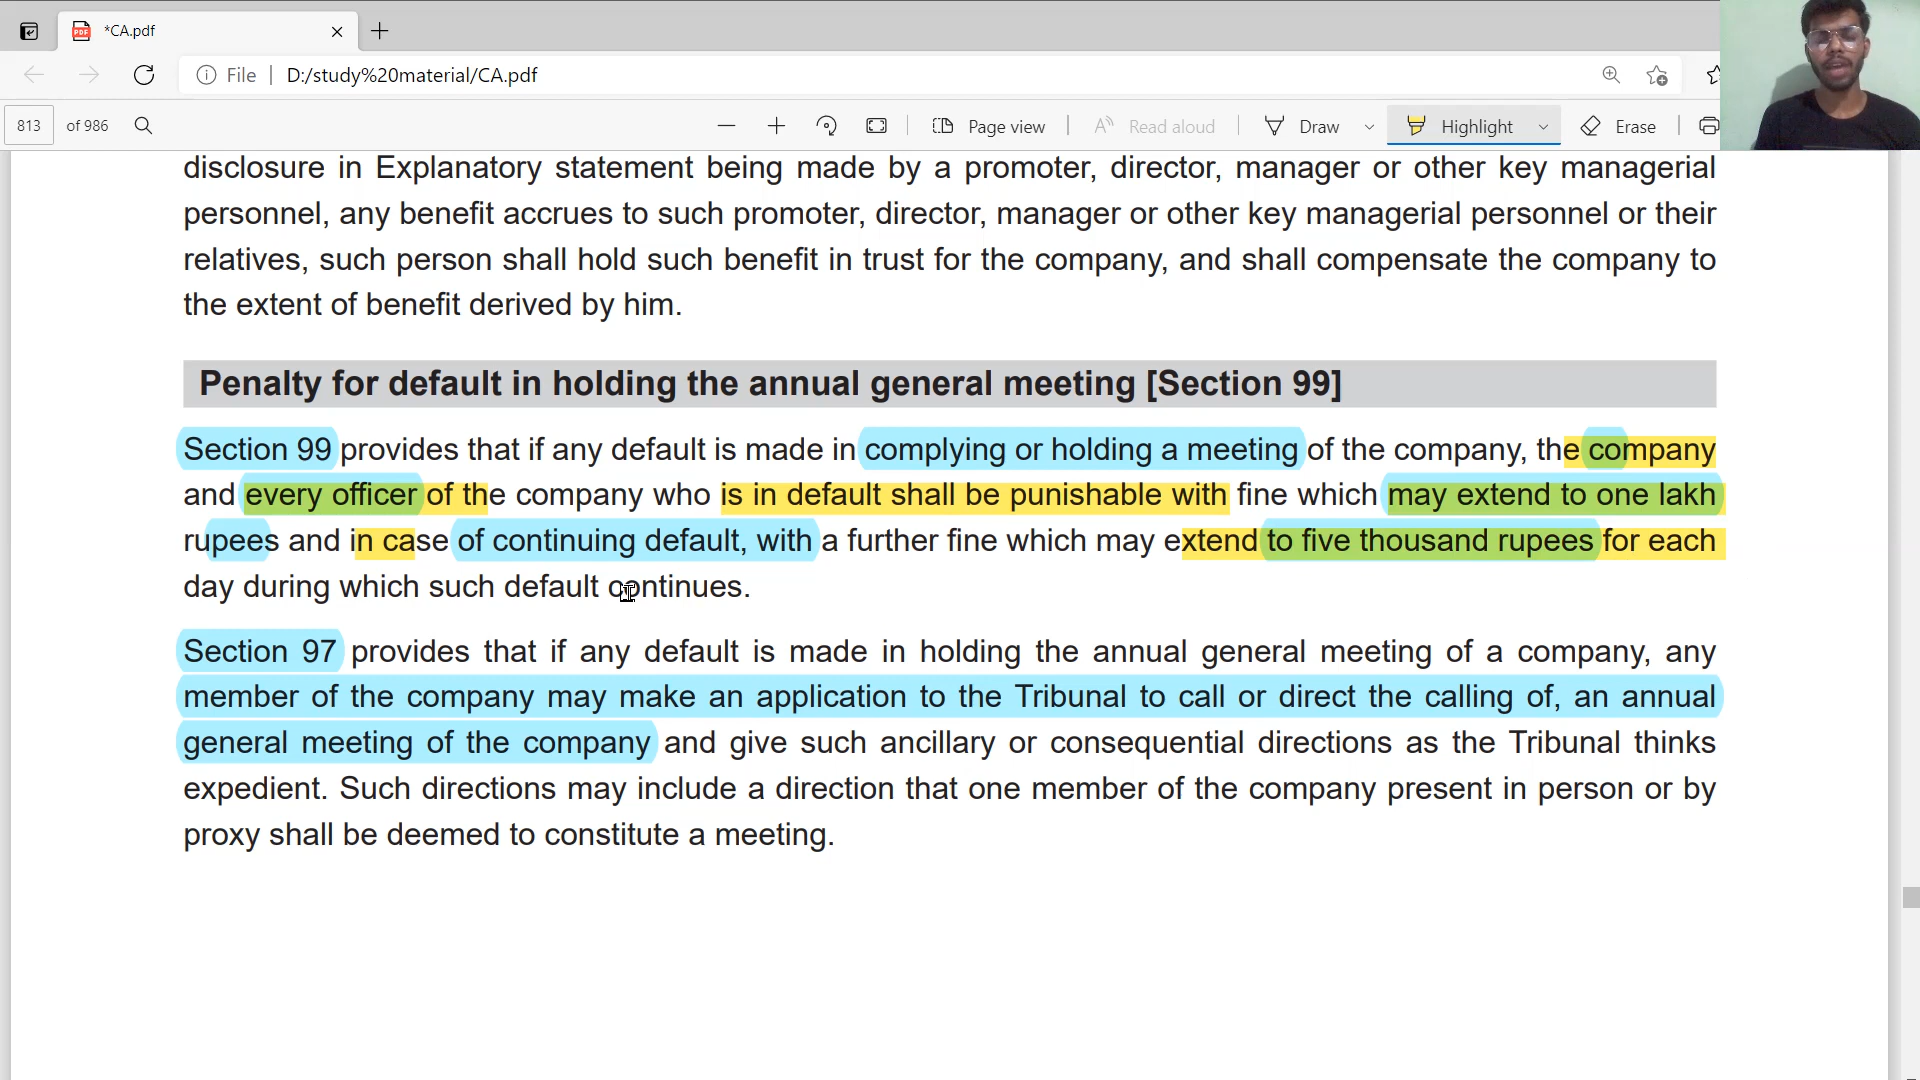 *CA.pdf
File
D:/study%20material/CA.pdf
813 of 986
Page view
Read aloud
Draw
Highlight
Erase
disclosure in Explanatory statement being made by a promoter, director, manager or other key managerial
personnel, any benefit accrues to such promoter, director, manager or other key managerial personnel or their
relatives, such person shall hold such benefit in trust for the company, and shall compensate the company to
the extent of benefit derived by him.
Penalty for default in holding the annual general meeting [Section 99]
Section 99 provides that if any default is made in complying or holding a meeting of the company, the company
and every officer of the company who is in default shall be punishable with fine which may extend to one lakh
rupees and in case of continuing default, with a further fine which may extend to five thousand rupees for each
day during which such default continues.
Section 97 provides that if any default is made in holding the annual general meeting of a company, any
member of the company may make an application to the Tribunal to call or direct the calling of, an annual
general meeting of the company and give such ancillary or consequential directions as the Tribunal thinks
expedient. Such directions may include a direction that one member of the company present in person or by
proxy shall be deemed to constitute a meeting.